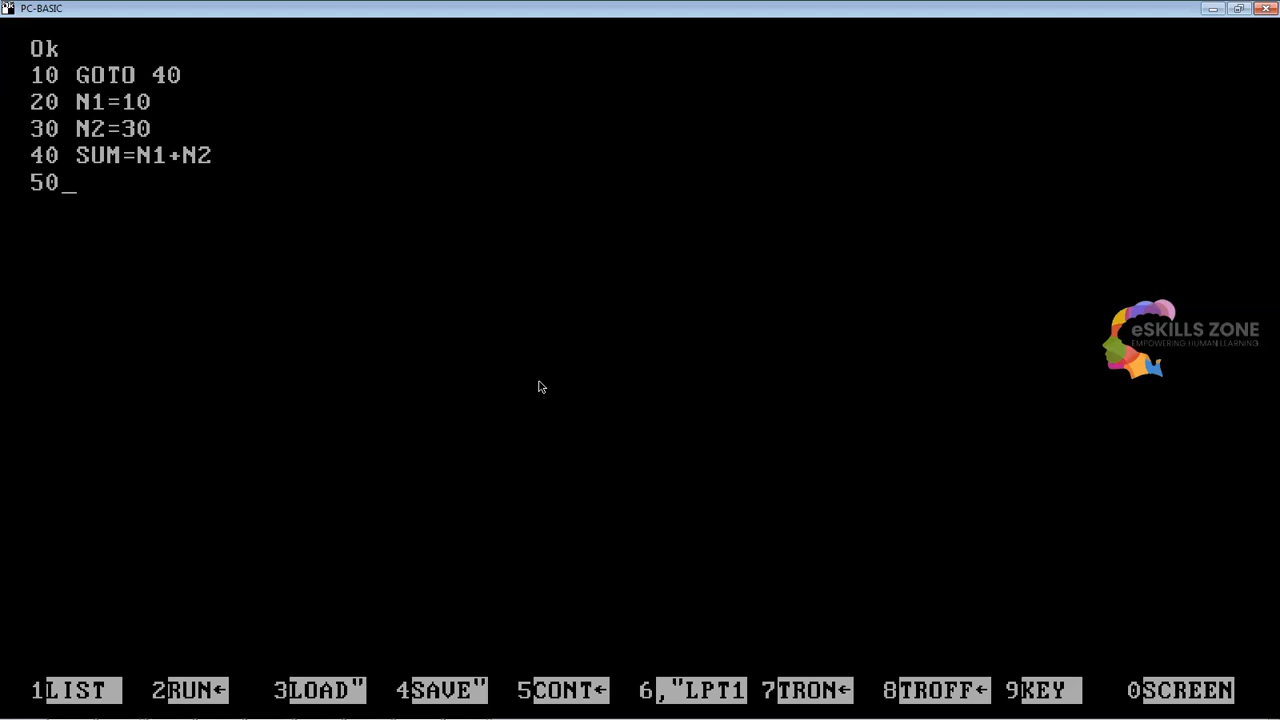 PC-BASIC
Ok
10 GOTO 40
20 N1=10
30 N2=30
40 SUM=N1+N2
50_
eSKILLS ZONE
EMPOWERING HUMAN LEARNING
1LIST 2RUN← 3LOAD" 4SAVE" 5CONT← 6,"LPT1 7TRON← 8TROFF← 9KEY 0SCREEN